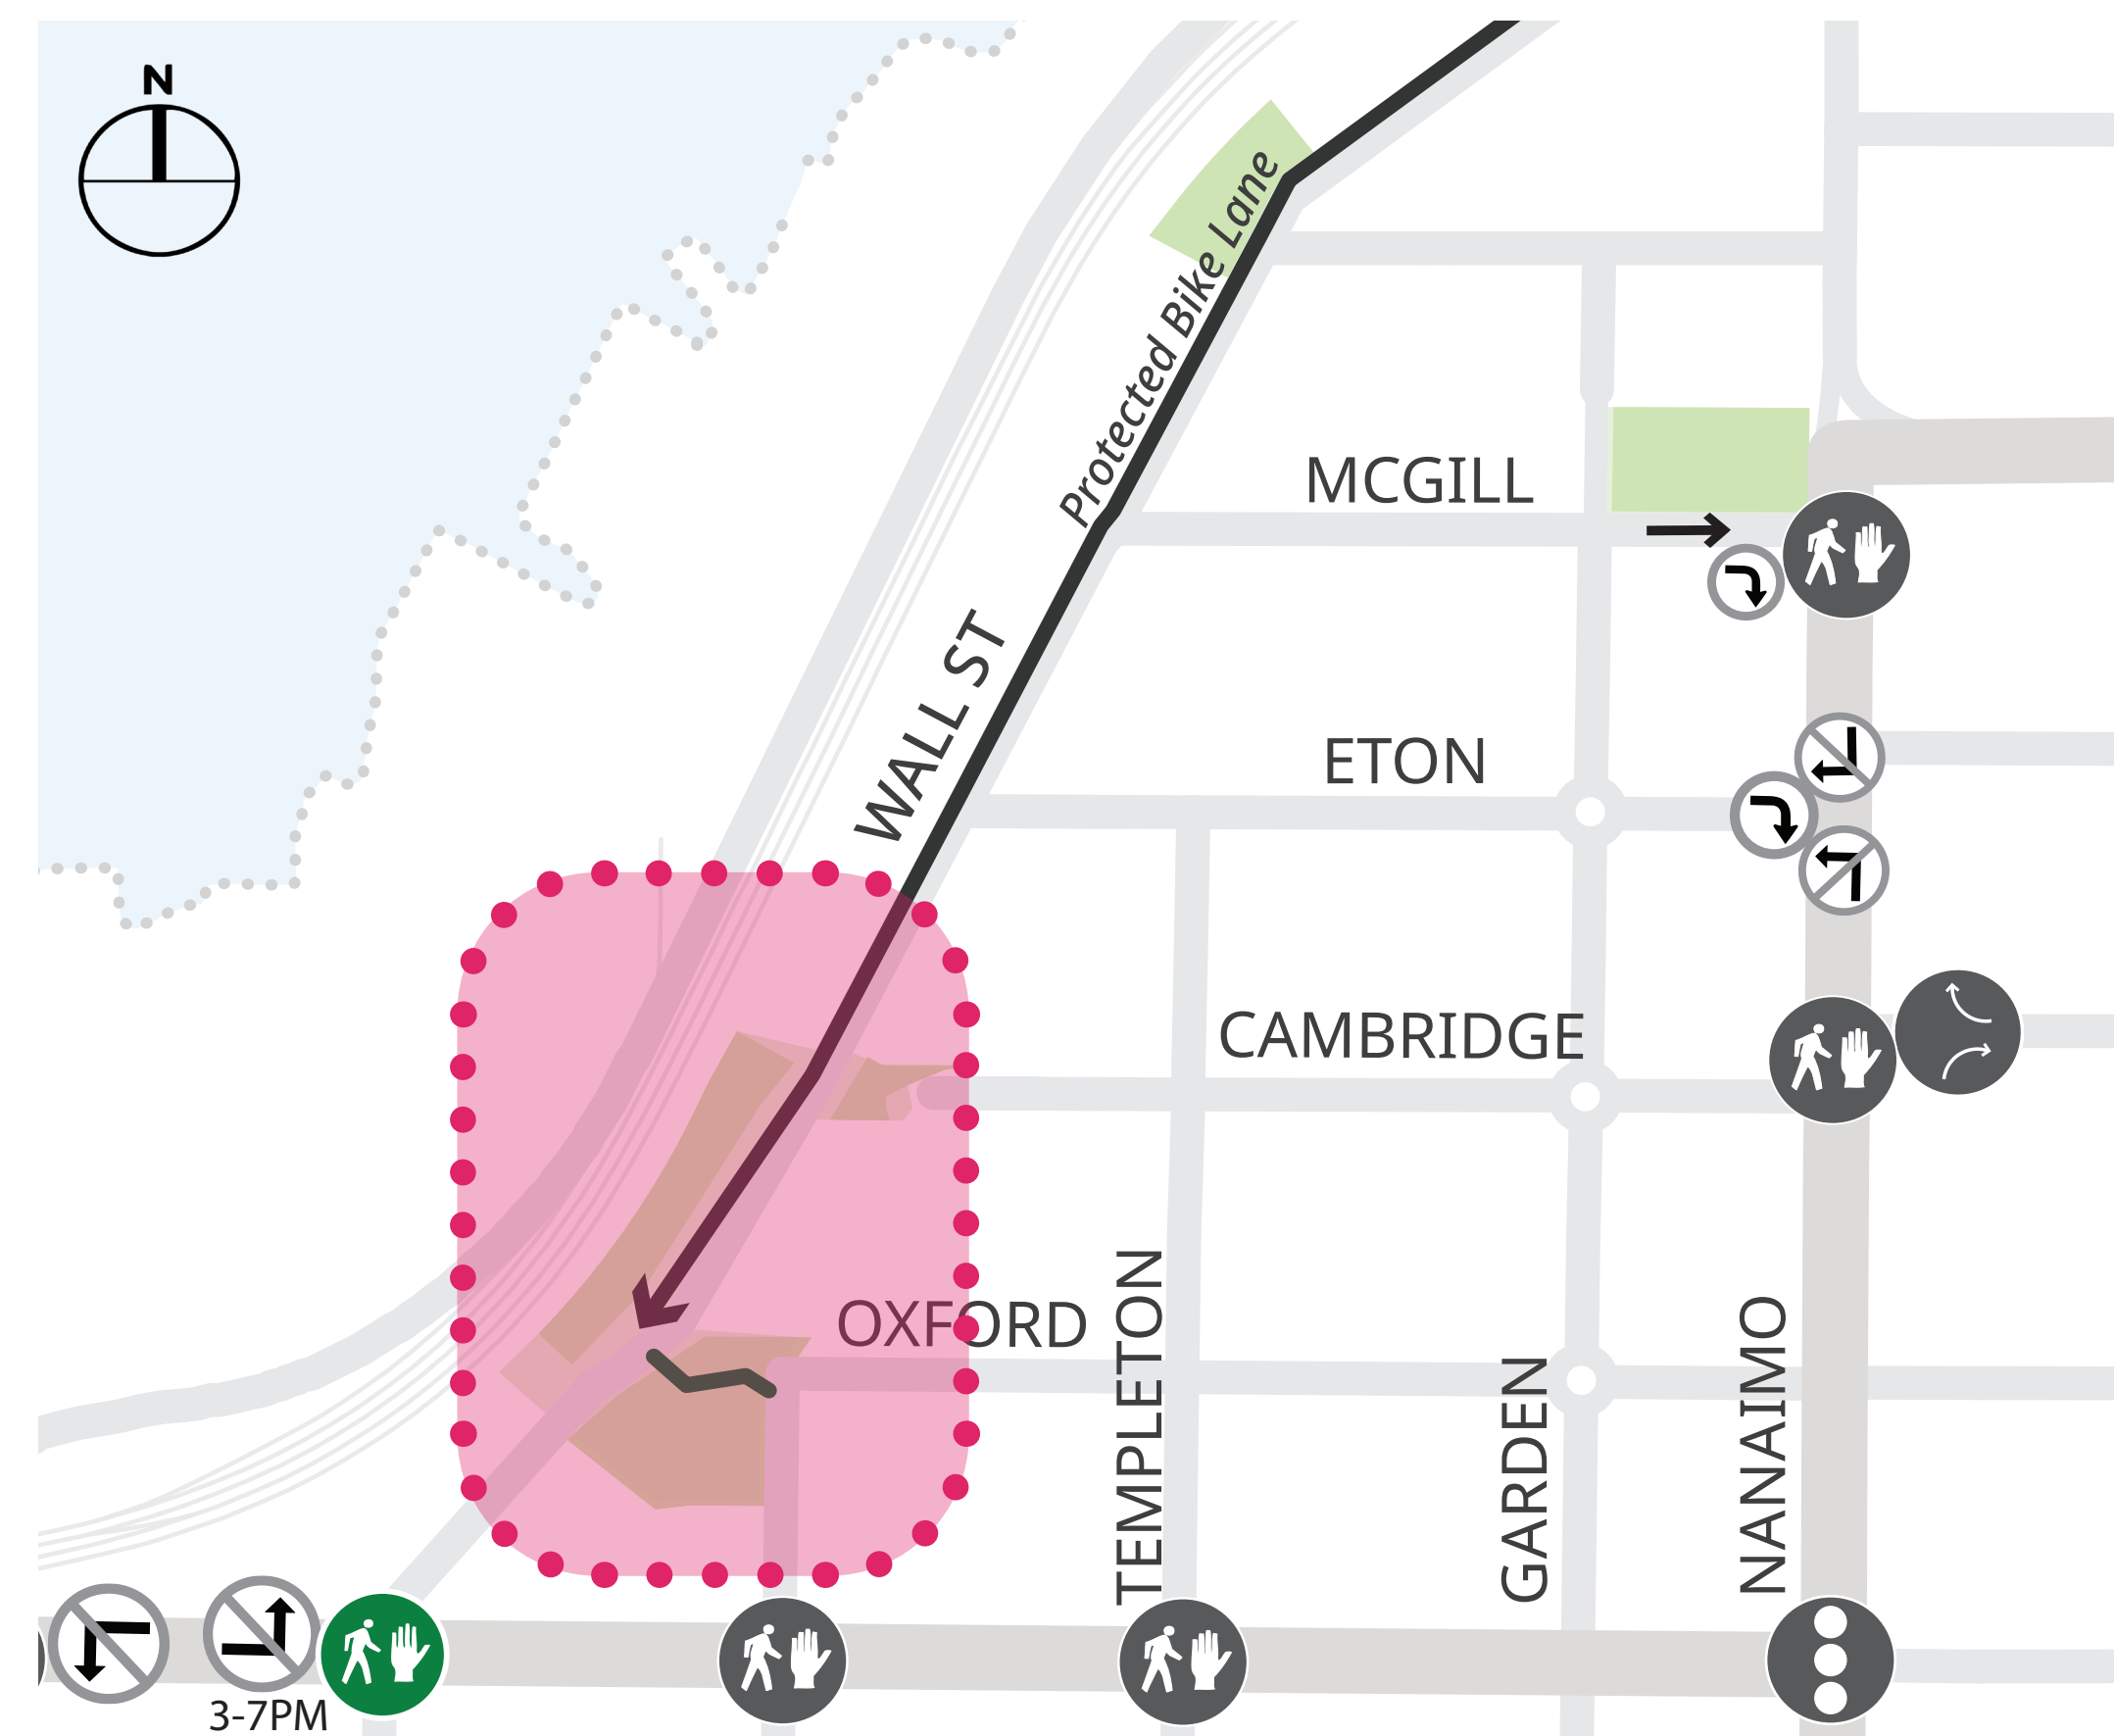 N
Protected Bike Lane
MCGILL
WALL ST
ETON
CAMBRIDGE
OXFORD
TEMPLETON
GARDEN
NANAIMO
3-7PM